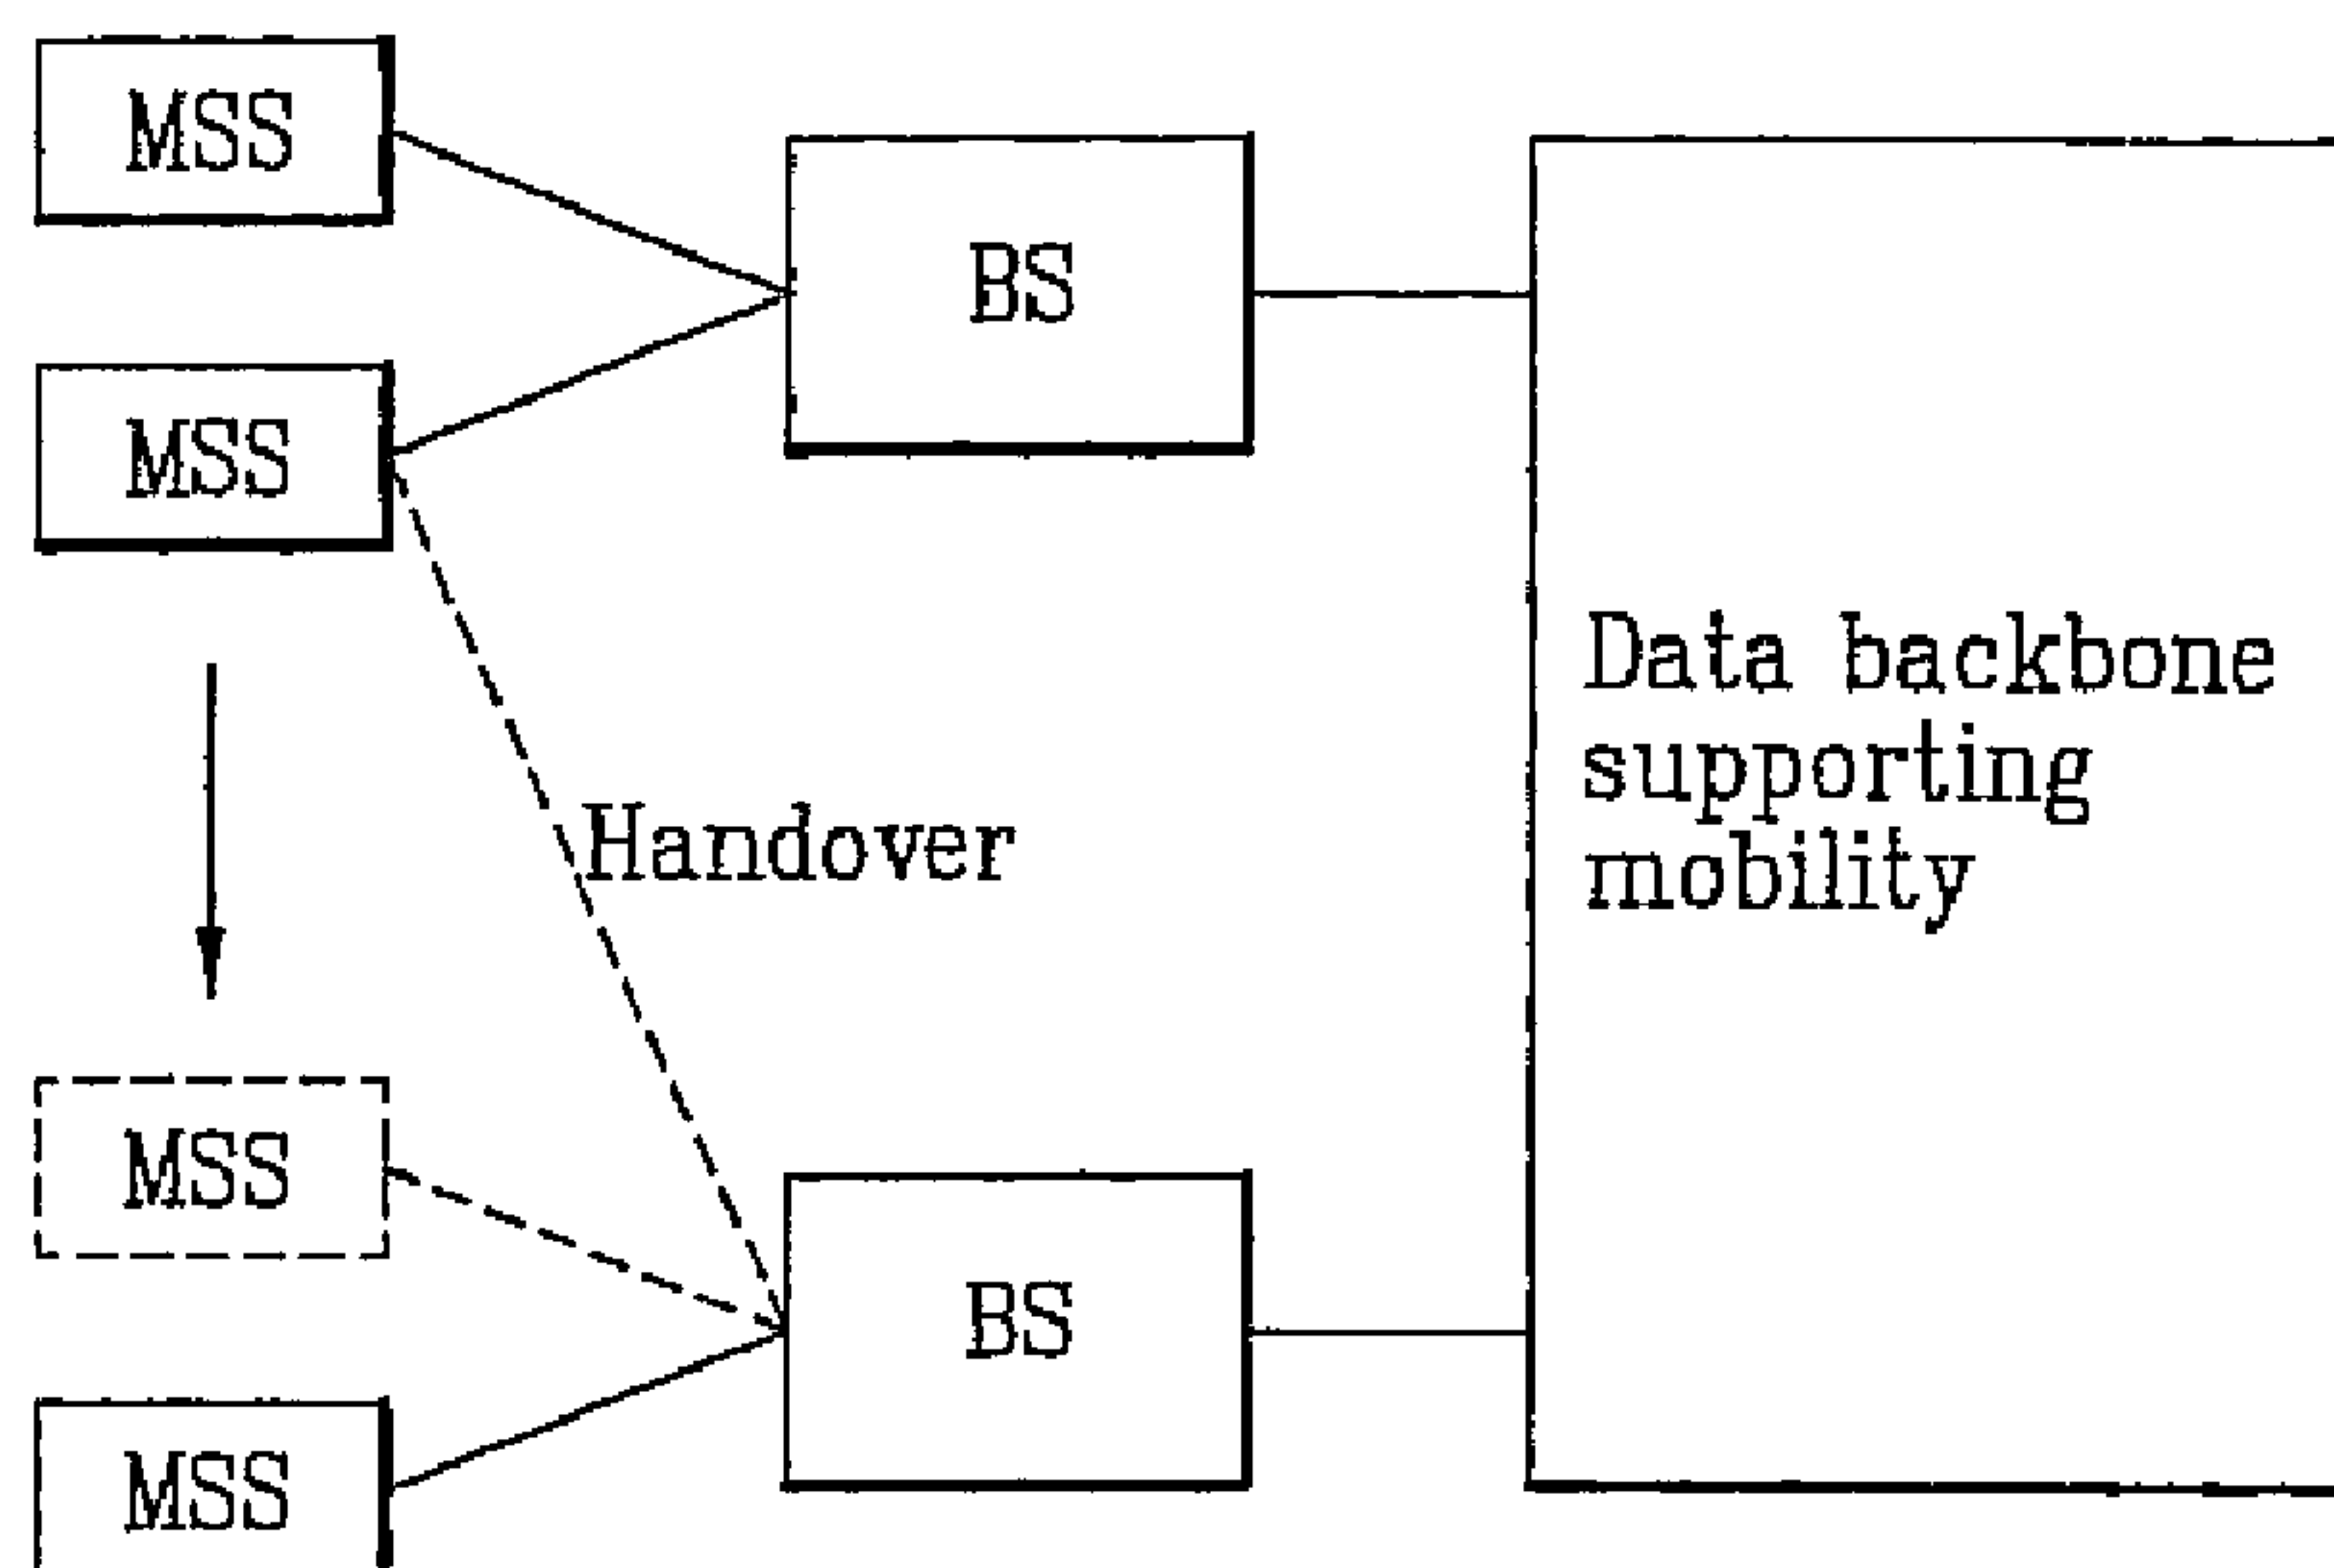 MSS
BS
MSS
Data backbone
supporting
mobility
Handover
MSS
BS
MSS